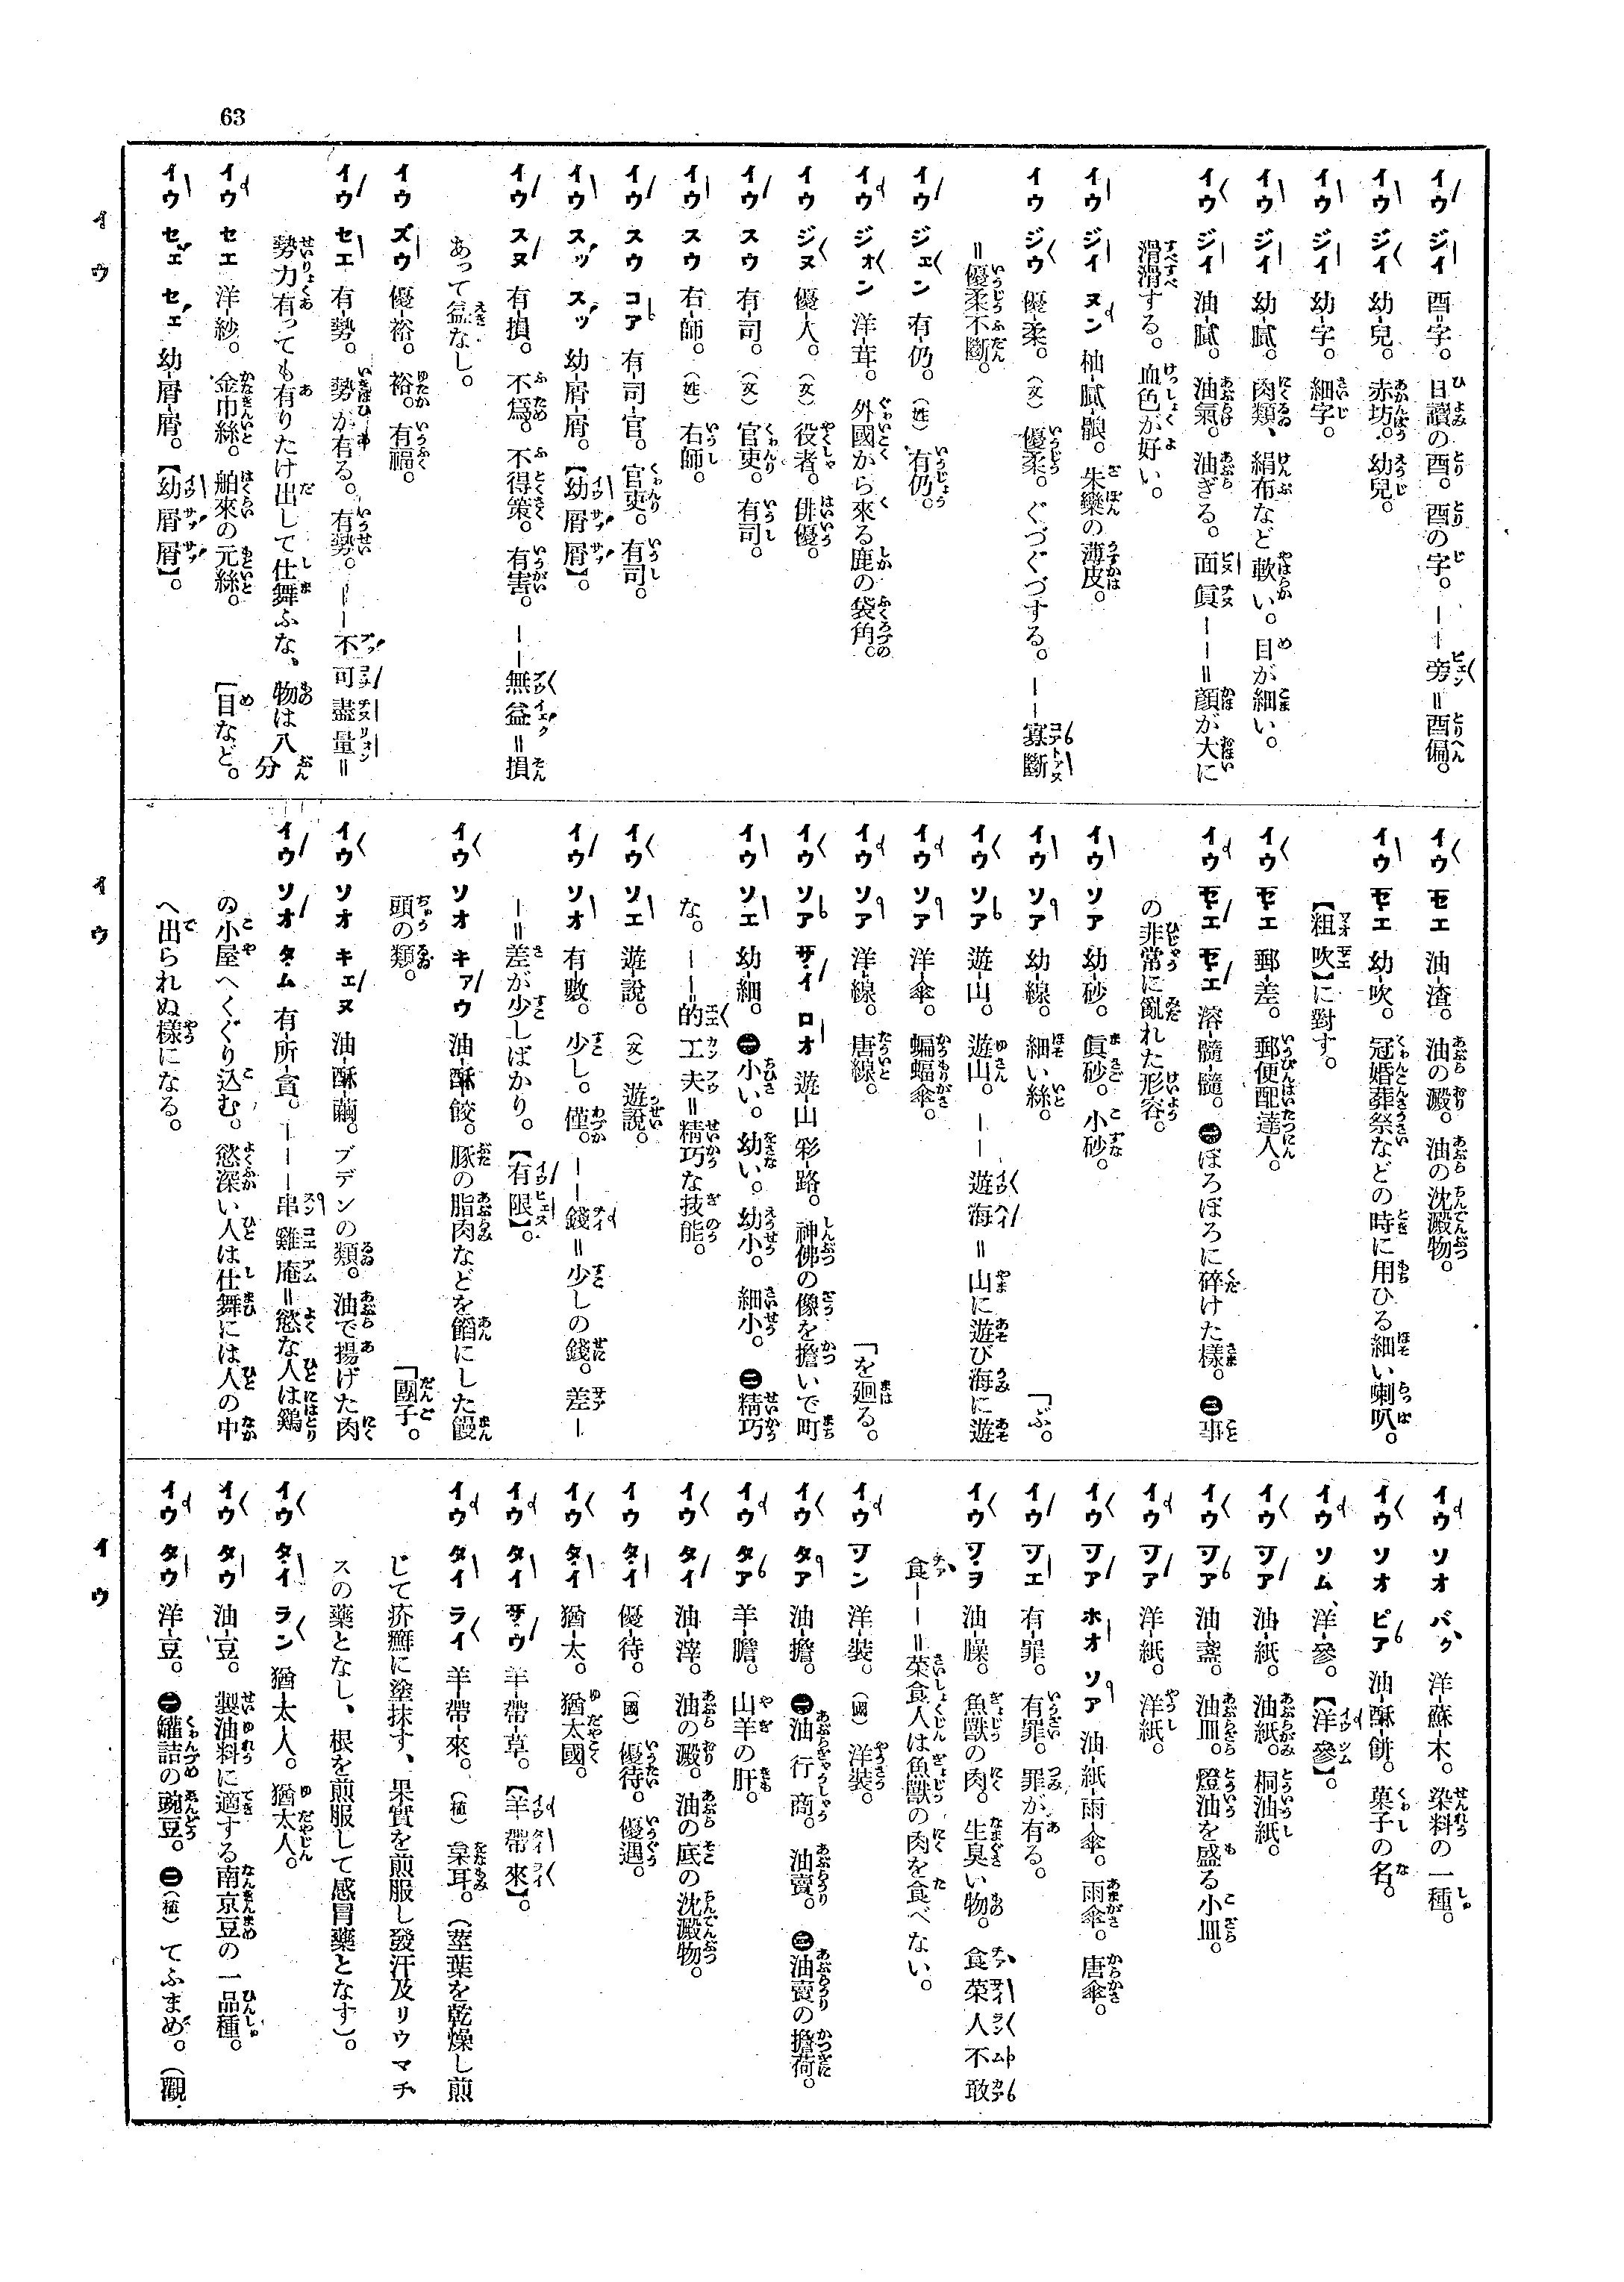 63
イウ ジイ 酉=字。日讀の酉。酉の字。——旁=酉偏。
イウ ジイ 幼-兒。赤坊。幼兒。
イウ ジイ 幼-字。細字。
イウ ジイ 幼-膩。肉類、絹布など軟い。目が細い。
イウ ジイ 油-膩。油氣。油ぎる。面眞——=顏が大に
滑滑する。血色が好い。
イウ ジイ ヌン 柚-膩-䏰。朱欒の薄皮。
イウ ジウ 優-柔。(文)優柔。ぐづぐづする。——寡斷
=優柔不斷。
イウ ジェン 有-仍。(姓)有仍。
イウ ジォン 洋-茸。外國から來る鹿の袋角。
イウ ジヌ 優-人。(文)役者。俳優。
イウ スウ 有-司。(文)官吏。有司。
イウ スウ 右-師。(姓)右師。
イウ スウ コア 有-司-官。官吏。有司。
イウ スッ スッ 幼-屑-屑。【幼屑屑】。
イウ スヌ 有-損。不爲。不得策。有害。——無益=損
あって益なし。
イウ ズウ 優-裕。裕。有福。
イウ セエ 有-勢。勢が有る。有勢。——不可盡量=
勢力有っても有りたけ出して仕舞ふな、物は八分
イウ セエ 洋-紗。金巾絲。舶來の元絲。[目など。
イウ セェ セェ 幼-屑-屑。【幼屑屑】。
イウ セエ 油-渣。油の澱。油の沈澱物。
イウ セエ 幼-吹。冠婚葬祭などの時に用ひる細い喇叭。
【粗吹】に對す。
イウ セエ 郵-差。郵便配達人。
イウ セエ セエ 溶-髓-髓。㊀ぼろぼろに碎けた樣。㊁事
の非常に亂れた形容。
イウ ソア 幼-砂。眞砂。小砂。
イウ ソア 幼-線。細い絲。「ぶ。
イウ ソア 遊-山。遊山。——遊海=山に遊び海に遊
イウ ソア 洋-傘。蝙蝠傘。
イウ ソア 洋-線。唐線。「を廻る。
イウ ソア サイ ロオ 遊-山 彩-路。神佛の像を擔いで町
イウ ソエ 幼-細。㊀小い。幼い。幼小。細小。㊁精巧
な。——的工夫=精巧な技能。
イウ ソエ 遊-說。(文)遊說。
イウ ソオ 有-數。少し。僅。——錢=少しの錢。差—
—=差が少しばかり。【有限】。
イウ ソオ キァウ 油-酥-餃。豚の脂肉などを餡にした饅
頭の類。「團子。
イウ ソオ キェヌ 油-酥-繭。ブデンの類。油で揚げた肉
イウ ソオ タム 有-所-貪。———串雞庵=慾な人は鷄
の小屋へくぐり込む。慾深い人は仕舞には人の中
へ出られぬ樣になる。
イウ ソオ バク 洋-蘇-木。染料の一種。
イウ ソオ ピア 油-酥-餠。菓子の名。
イウ ソム 洋-參。【洋參】。
イウ ツア 油-紙。油紙。桐油紙。
イウ ツア 油-盞。油皿。燈油を盛る小皿。
イウ ツア 洋-紙。洋紙。
イウ ツア ホオ ソア 油-紙-雨-傘。雨傘。唐傘。
イウ ツエ 有-罪。有罪。罪が有る。
イウ ツヲ 油-臊。魚獸の肉。生臭い物。食菜人不敢
食——=菜食人は魚獸の肉を食べない。
イウ ツン 洋-裝。(國)洋裝。
イウ タア 油-擔。㊀油行商。油賣。㊁油賣の擔荷。
イウ タア 羊-膽。山羊の肝。
イウ タイ 油-滓。油の澱。油の底の沈澱物。
イウ タイ 優-待。(國)優待。優遇。
イウ タイ 猶-太。猶太國。
イウ タイ サウ 羊-帶-草。【羊帶來】。
イウ タイ ライ 羊-帶-來。(植)枲耳。(莖葉を乾燥し煎
じて疥癬に塗抹す、果實を煎服し發汗及リウマチ
スの藥となし、根を煎服して感冒藥となす)。
イウ タイ ラン 猶太人。猶太人。
イウ タウ 油-豆。製油料に適する南京豆の一品種。
イウ タウ 洋-豆。㊀罐詰の豌豆。㊁(植)てふまめ。(觀
イウ
イウ
イウ